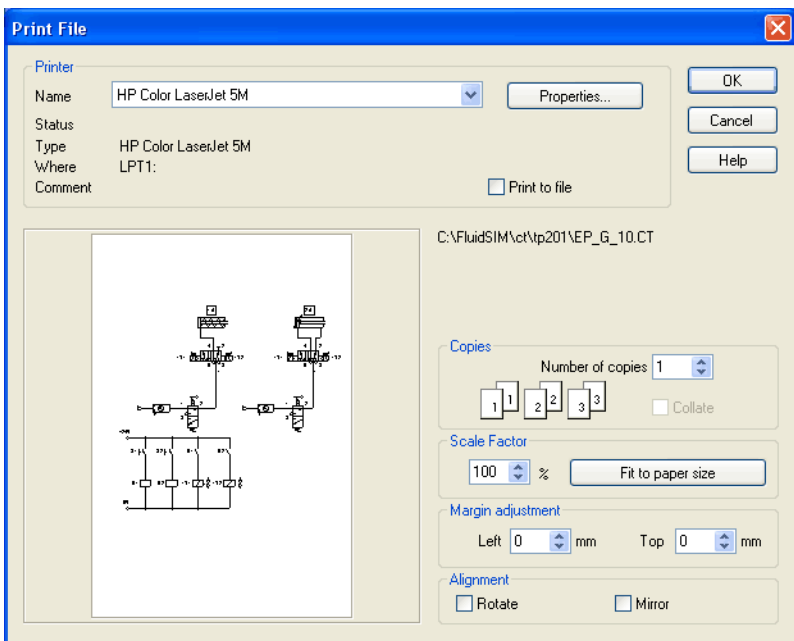 Print File
Printer
Name HP Color LaserJet 5M Properties...
Status
Type HP Color LaserJet 5M
Where LPT1:
Comment Print to file
OK
Cancel
Help
C:\FluidSIM\ct\tp201\EP_G_10.CT
Copies
Number of copies 1
1 1 2 2 3 3 Collate
Scale Factor
100 % Fit to paper size
Margin adjustment
Left 0 mm Top 0 mm
Alignment
Rotate Mirror